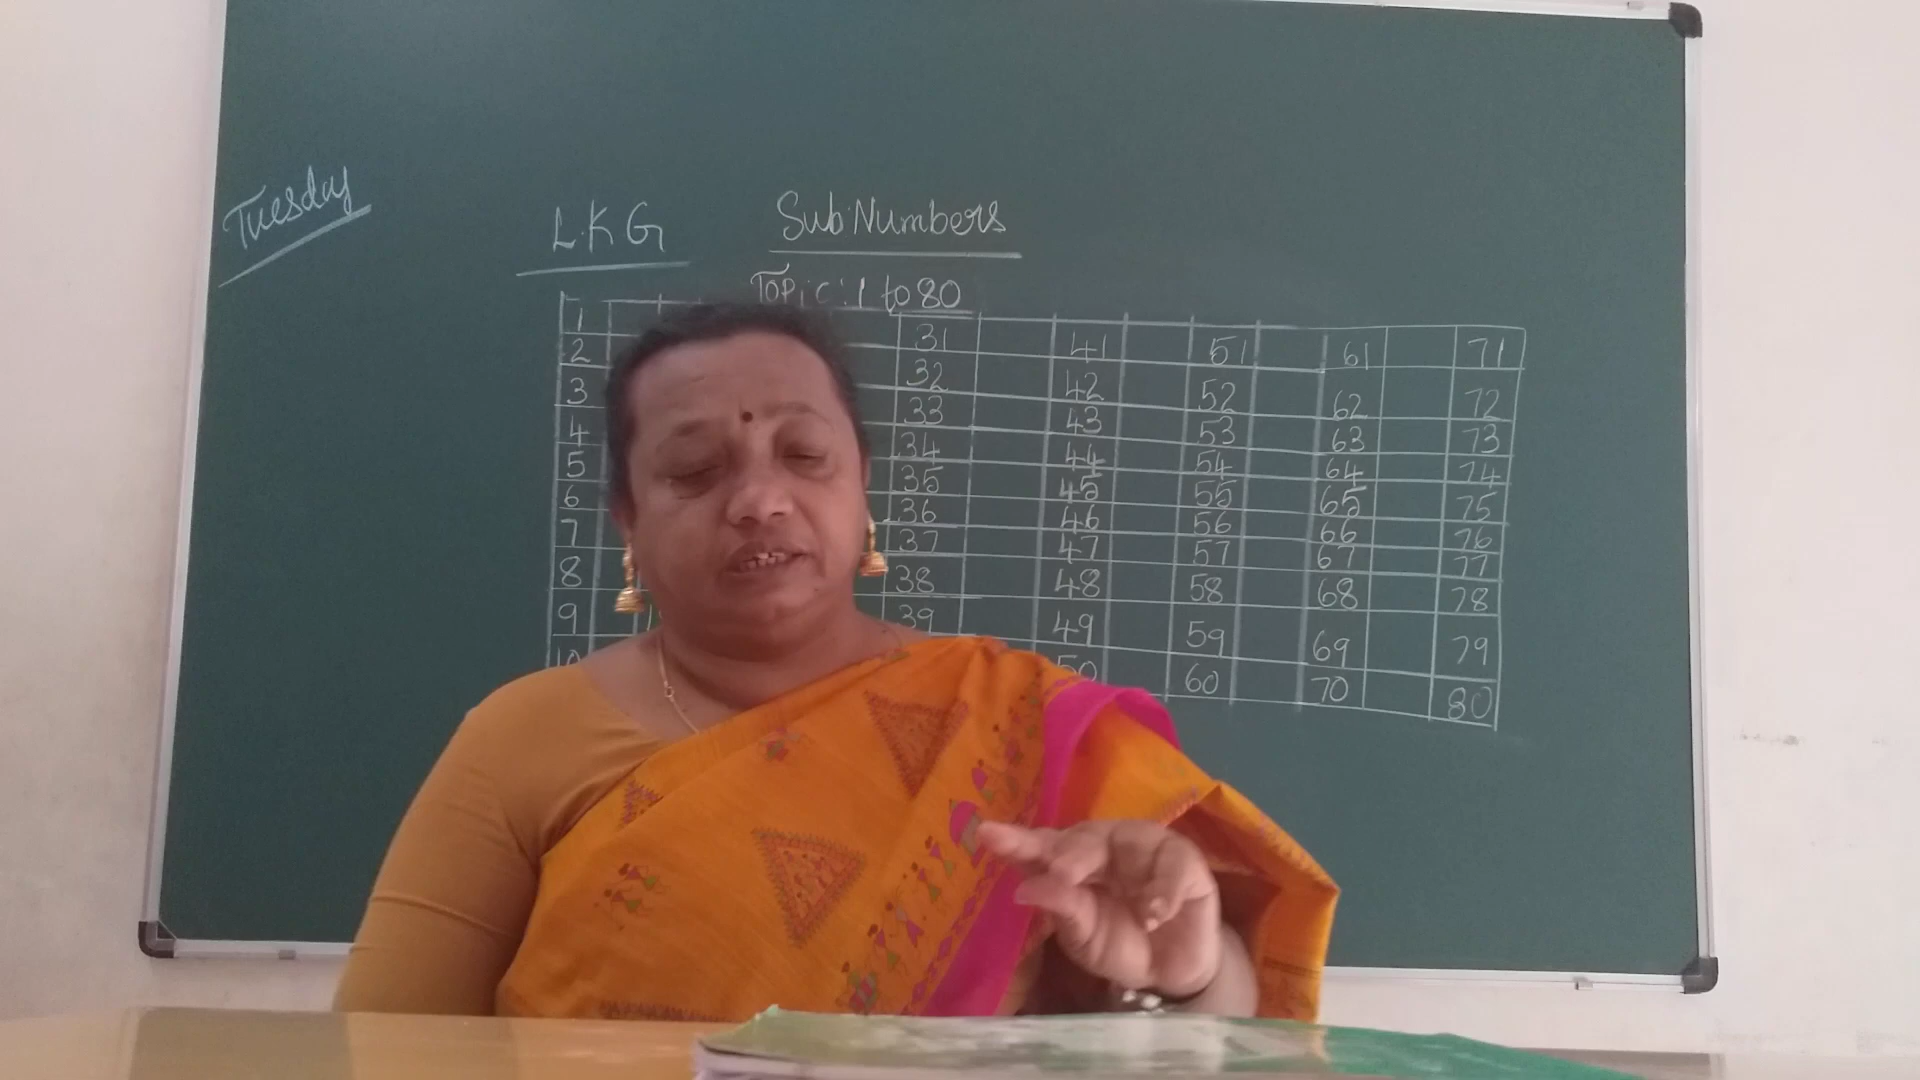 Tuesday
L.K.G Sub:Numbers
Topic: 1 to 80
1 31 41 51 61 71
2 32 42 52 62 72
3 33 43 53 63 73
4 34 44 54 64 74
5 35 45 55 65 75
6 36 46 56 66 76
7 37 47 57 67 77
8 38 48 58 68 78
9 39 49 59 69 79
10 50 60 70 80